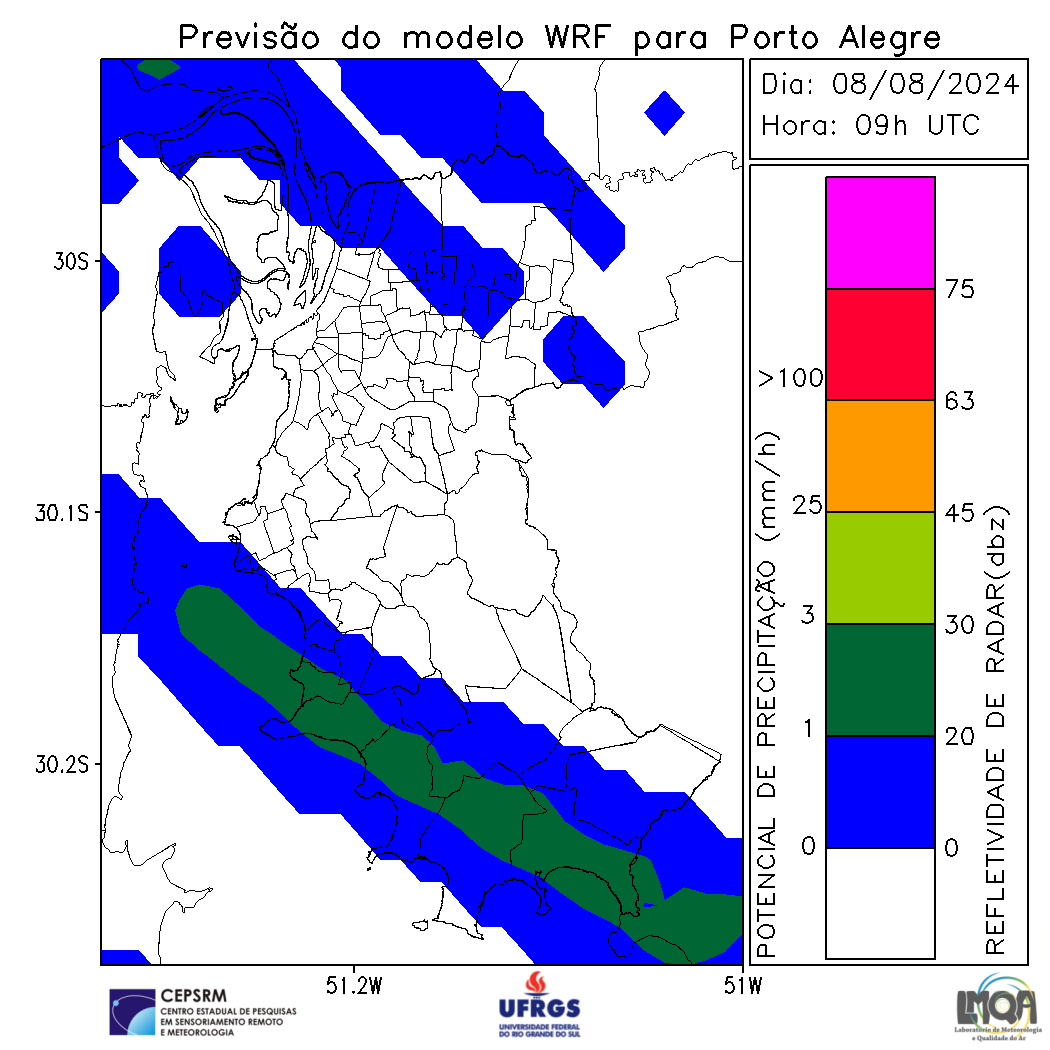 Previsão do modelo WRF para Porto Alegre
Dia: 08/08/2024
Hora: 09h UTC
30S
30.1S
30.2S
51.2W
51W
POTENCIAL DE PRECIPITAÇÃO (mm/h)
>100
25
3
1
0
75
63
45
30
20
0
REFLETIVIDADE DE RADAR(dbz)
CEPSRM
CENTRO ESTADUAL DE PESQUISAS
EM SENSORIAMENTO REMOTO
E METEOROLOGIA
UFRGS
UNIVERSIDADE FEDERAL
DO RIO GRANDE DO SUL
LMQA
Laboratório de Meteorologia
e Qualidade do Ar